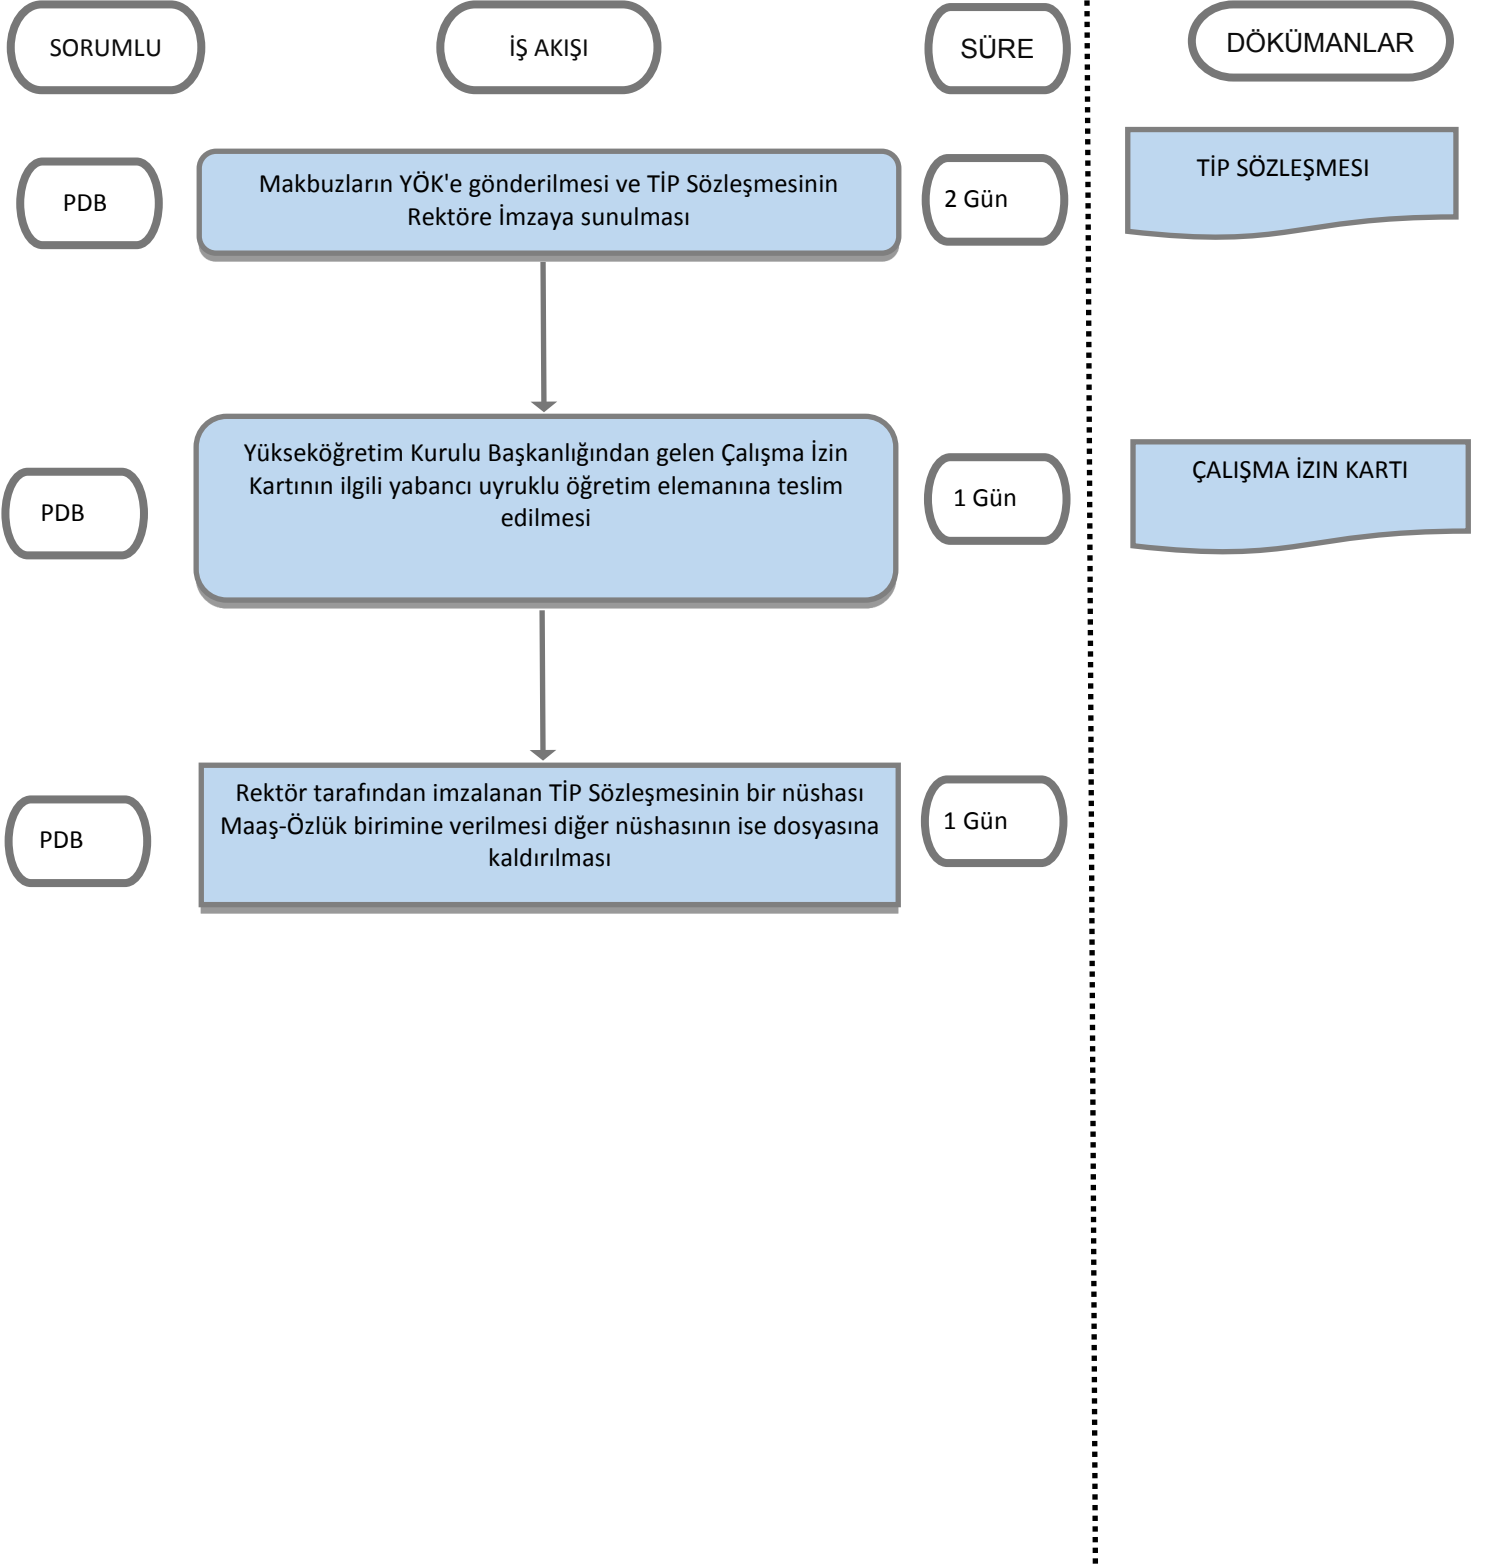 SORUMLU
İŞ AKIŞI
SÜRE
DÖKÜMANLAR
PDB
Makbuzların YÖK'e gönderilmesi ve TİP Sözleşmesinin
Rektöre İmzaya sunulması
2 Gün
TİP SÖZLEŞMESI
PDB
Yükseköğretim Kurulu Başkanlığından gelen Çalışma İzin
Kartının ilgili yabancı uyruklu öğretim elemanına teslim
edilmesi
1 Gün
ÇALIŞMA İZIN KARTI
PDB
Rektör tarafından imzalanan TİP Sözleşmesinin bir nüshası
Maaş-Özlük birimine verilmesi diğer nüshasının ise dosyasına
kaldırılması
1 Gün